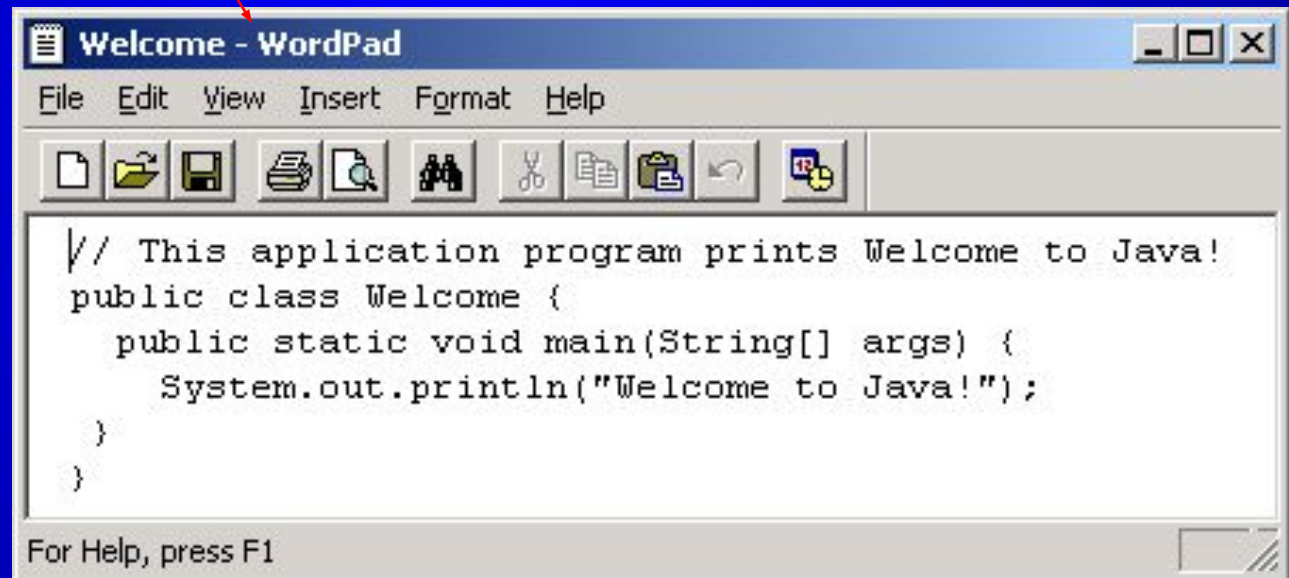 Welcome - WordPad
File Edit View Insert Format Help
12
// This application program prints Welcome to Java!
public class Welcome {
  public static void main(String[] args) {
    System.out.println("Welcome to Java!");
 }
}
For Help, press F1